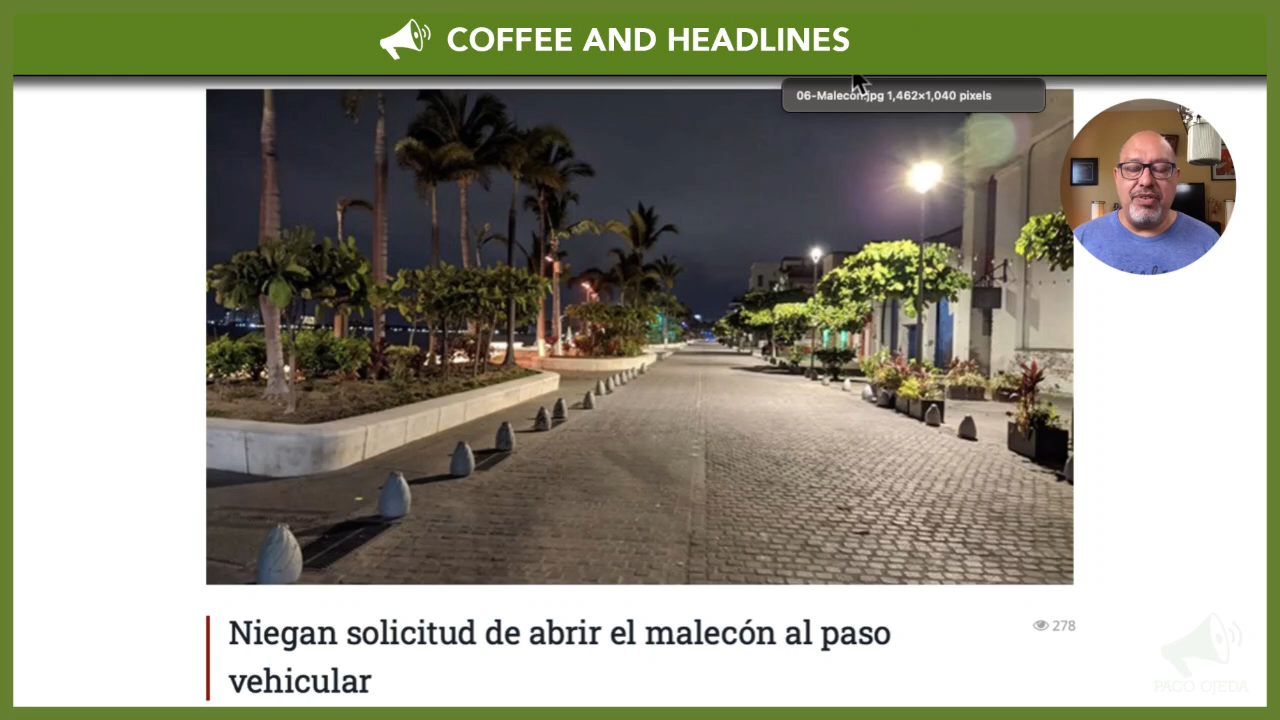 COFFEE AND HEADLINES
06-Malecón.jpg 1,462×1,040 pixels
Niegan solicitud de abrir el malecón al paso
vehicular
278
PACO OJEDA